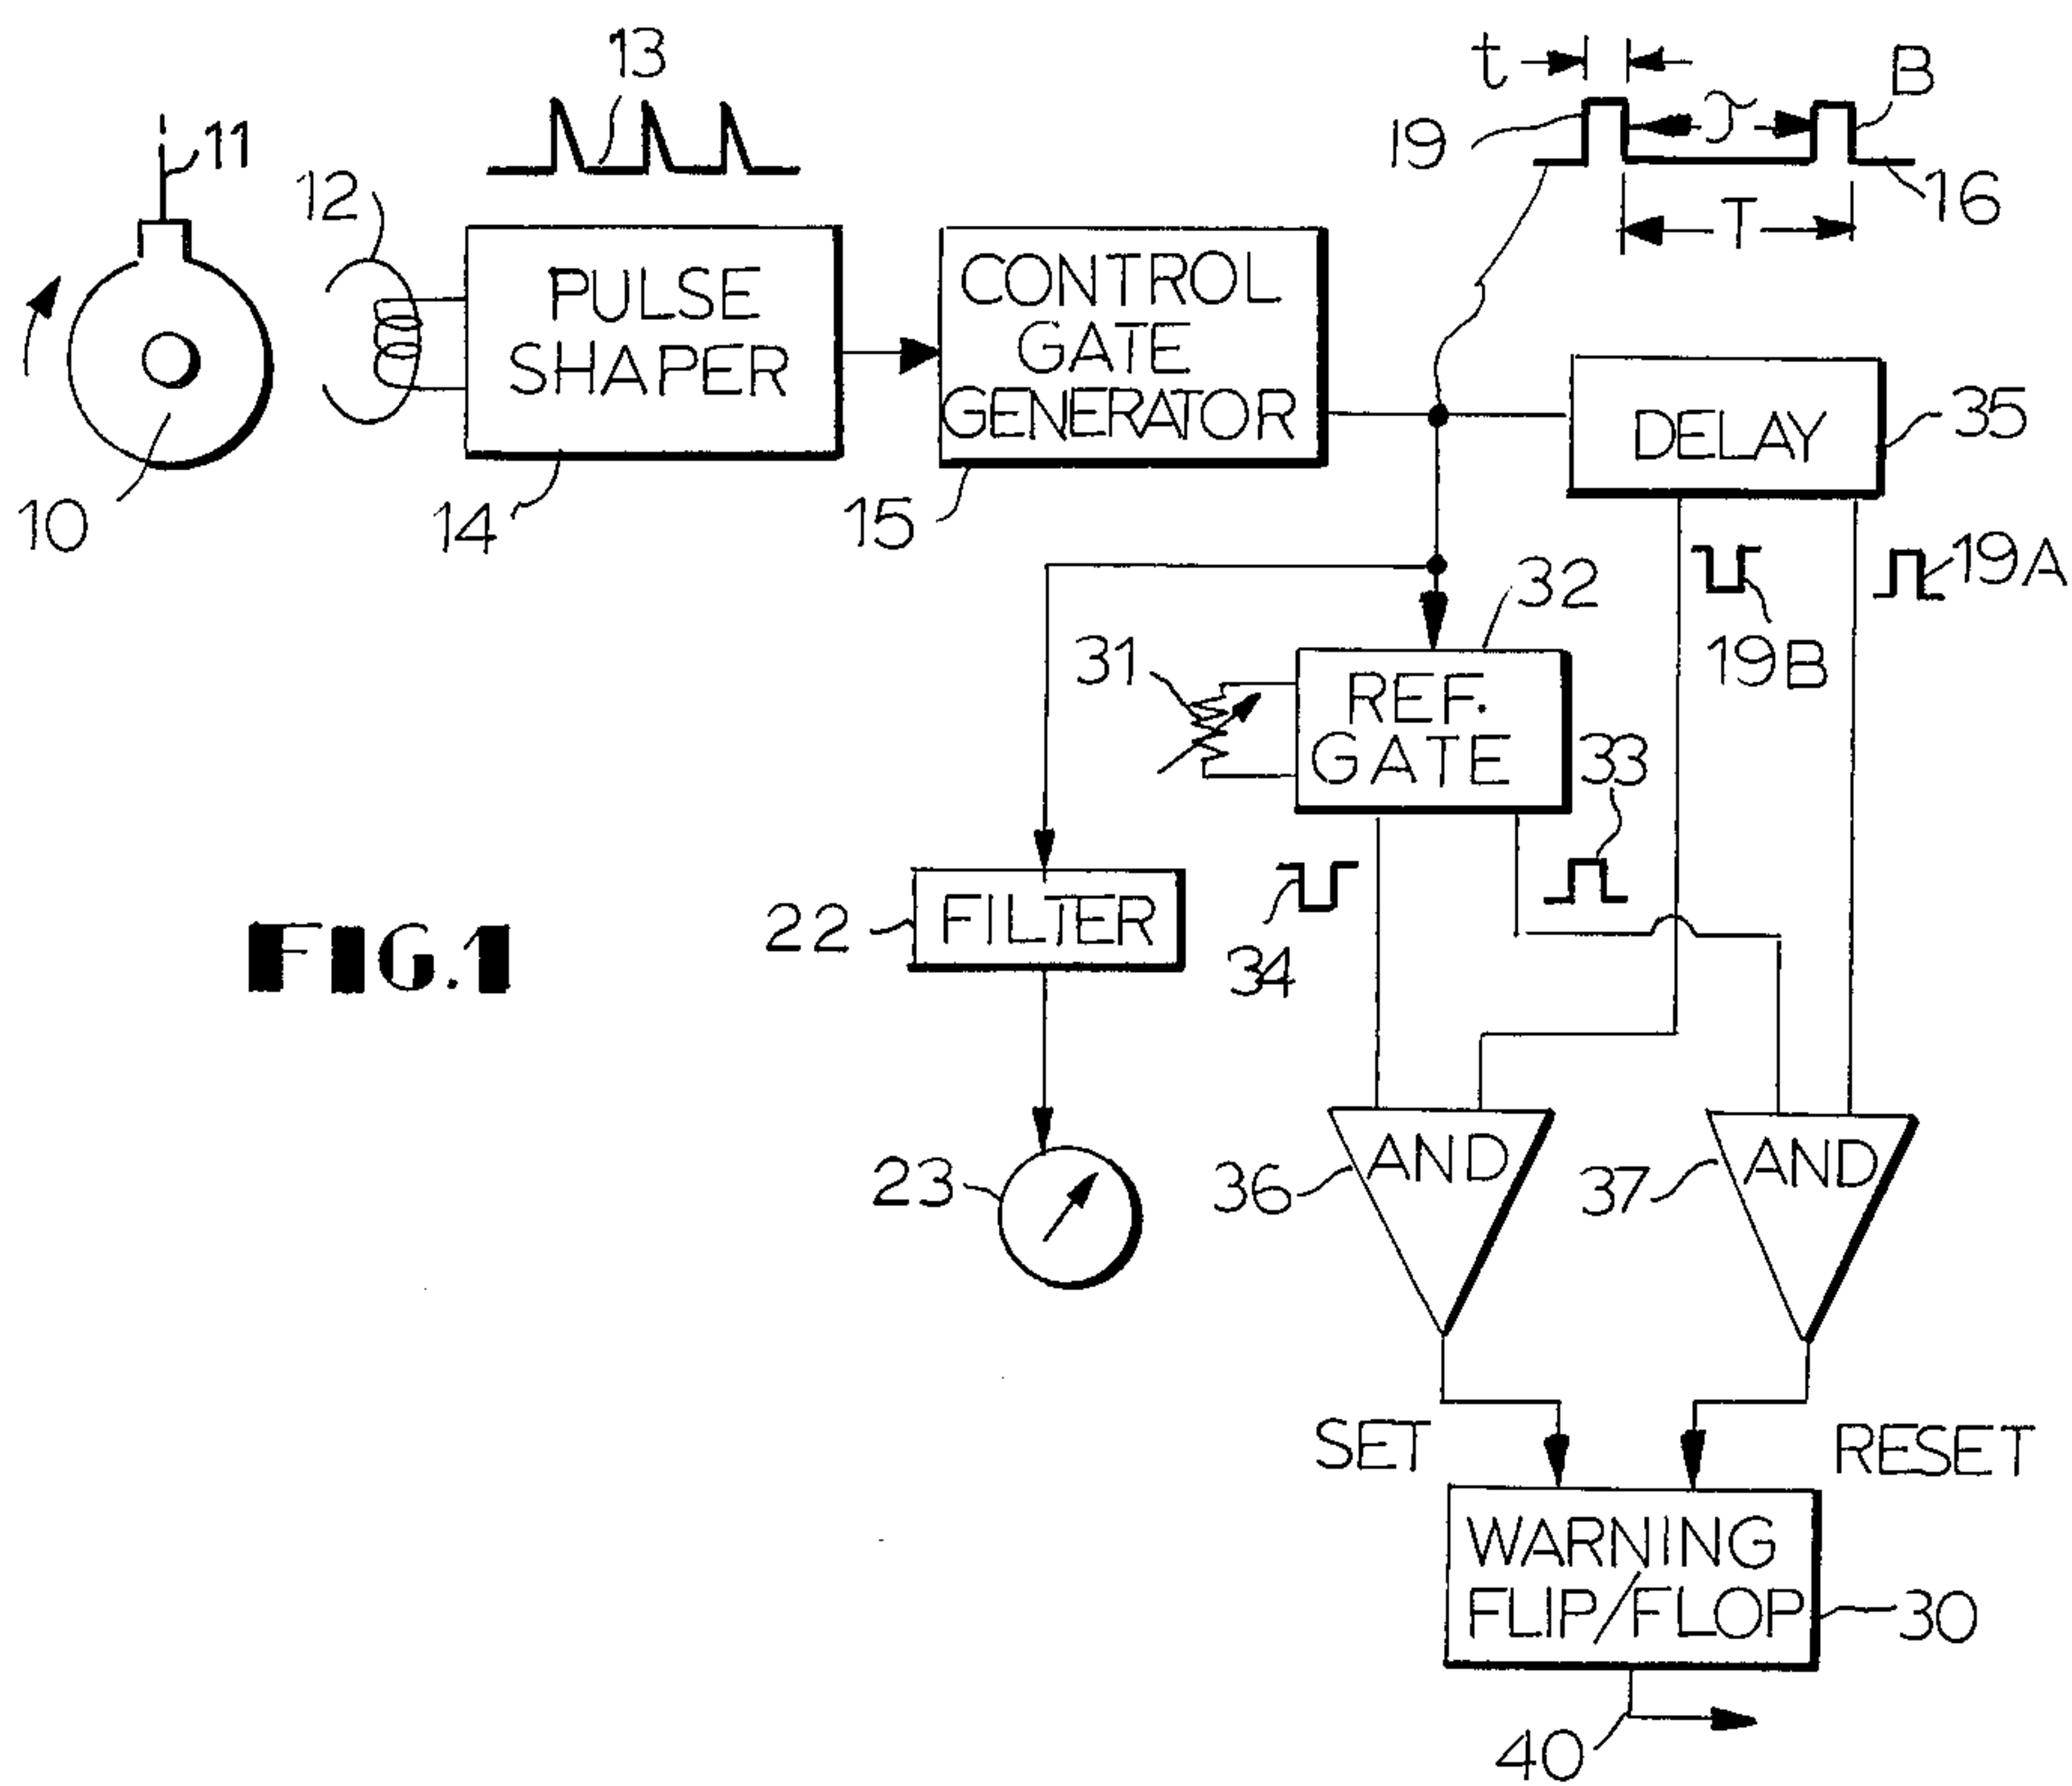 13
t
B
19
T
16
11
12
PULSE
SHAPER
CONTROL
GATE
GENERATOR
DELAY
35
10
14
15
19A
19B
32
31
REF.
GATE
33
34
22
FILTER
FIG.1
23
36
AND
37
AND
SET
RESET
WARNING
FLIP/FLOP
30
40